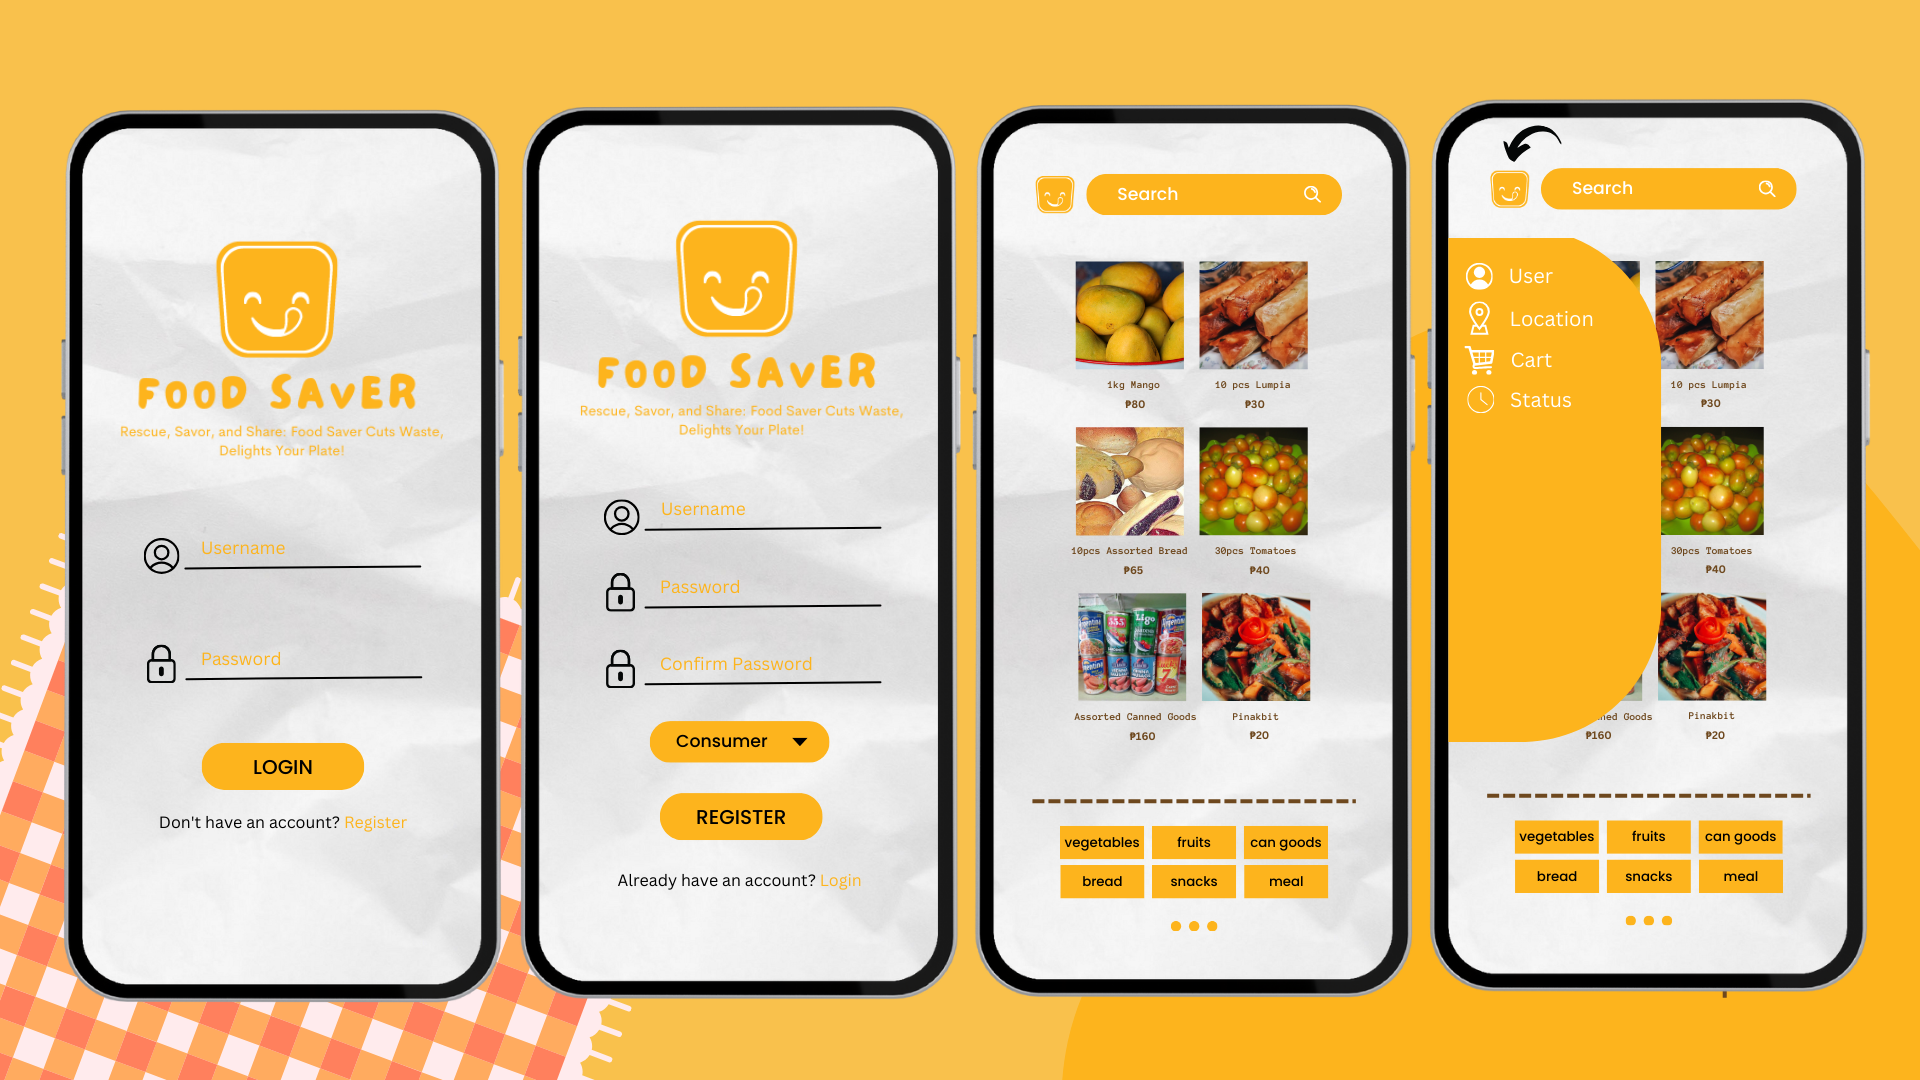 FOOD SAVER
Rescue, Savor, and Share: Food Saver Cuts Waste,
Delights Your Plate!
Username
Password
LOGIN
Don't have an account? Register
FOOD SAVER
Rescue, Savor, and Share: Food Saver Cuts Waste,
Delights Your Plate!
Username
Password
Confirm Password
Consumer
REGISTER
Already have an account? Login
Search
1kg Mango
₱80
10 pcs Lumpia
₱30
10pcs Assorted Bread
₱65
30pcs Tomatoes
₱40
555
Ligo
Argentina
Assorted Canned Goods
₱160
Pinakbit
₱20
vegetables
fruits
can goods
bread
snacks
meal
Search
User
Location
Cart
Status
10 pcs Lumpia
₱30
30pcs Tomatoes
₱40
ned Goods
₱160
Pinakbit
₱20
vegetables
fruits
can goods
bread
snacks
meal